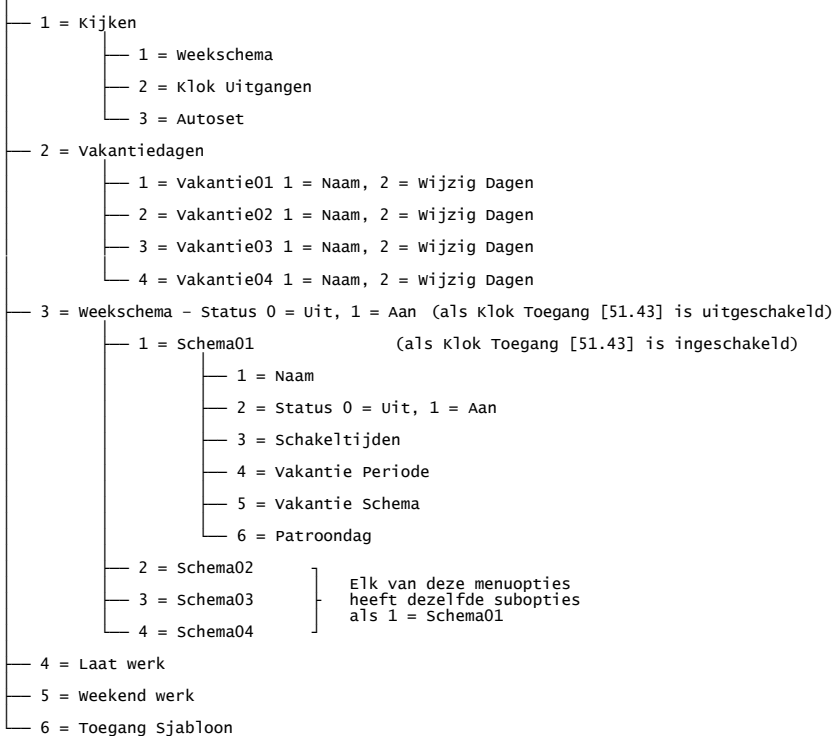 1 = Kijken
1 = Weekschema
2 = Klok Uitgangen
3 = Autoset
2 = Vakantiedagen
1 = Vakantie01 1 = Naam, 2 = Wijzig Dagen
2 = Vakantie02 1 = Naam, 2 = Wijzig Dagen
3 = Vakantie03 1 = Naam, 2 = Wijzig Dagen
4 = Vakantie04 1 = Naam, 2 = Wijzig Dagen
3 = Weekschema – Status 0 = Uit, 1 = Aan (als Klok Toegang [51.43] is uitgeschakeld)
1 = Schema01 (als Klok Toegang [51.43] is ingeschakeld)
1 = Naam
2 = Status 0 = Uit, 1 = Aan
3 = Schakeltijden
4 = Vakantie Periode
5 = Vakantie Schema
6 = Patroondag
2 = Schema02
3 = Schema03
4 = Schema04
Elk van deze menuopties
heeft dezelfde subopties
als 1 = Schema01
4 = Laat werk
5 = Weekend werk
6 = Toegang Sjabloon